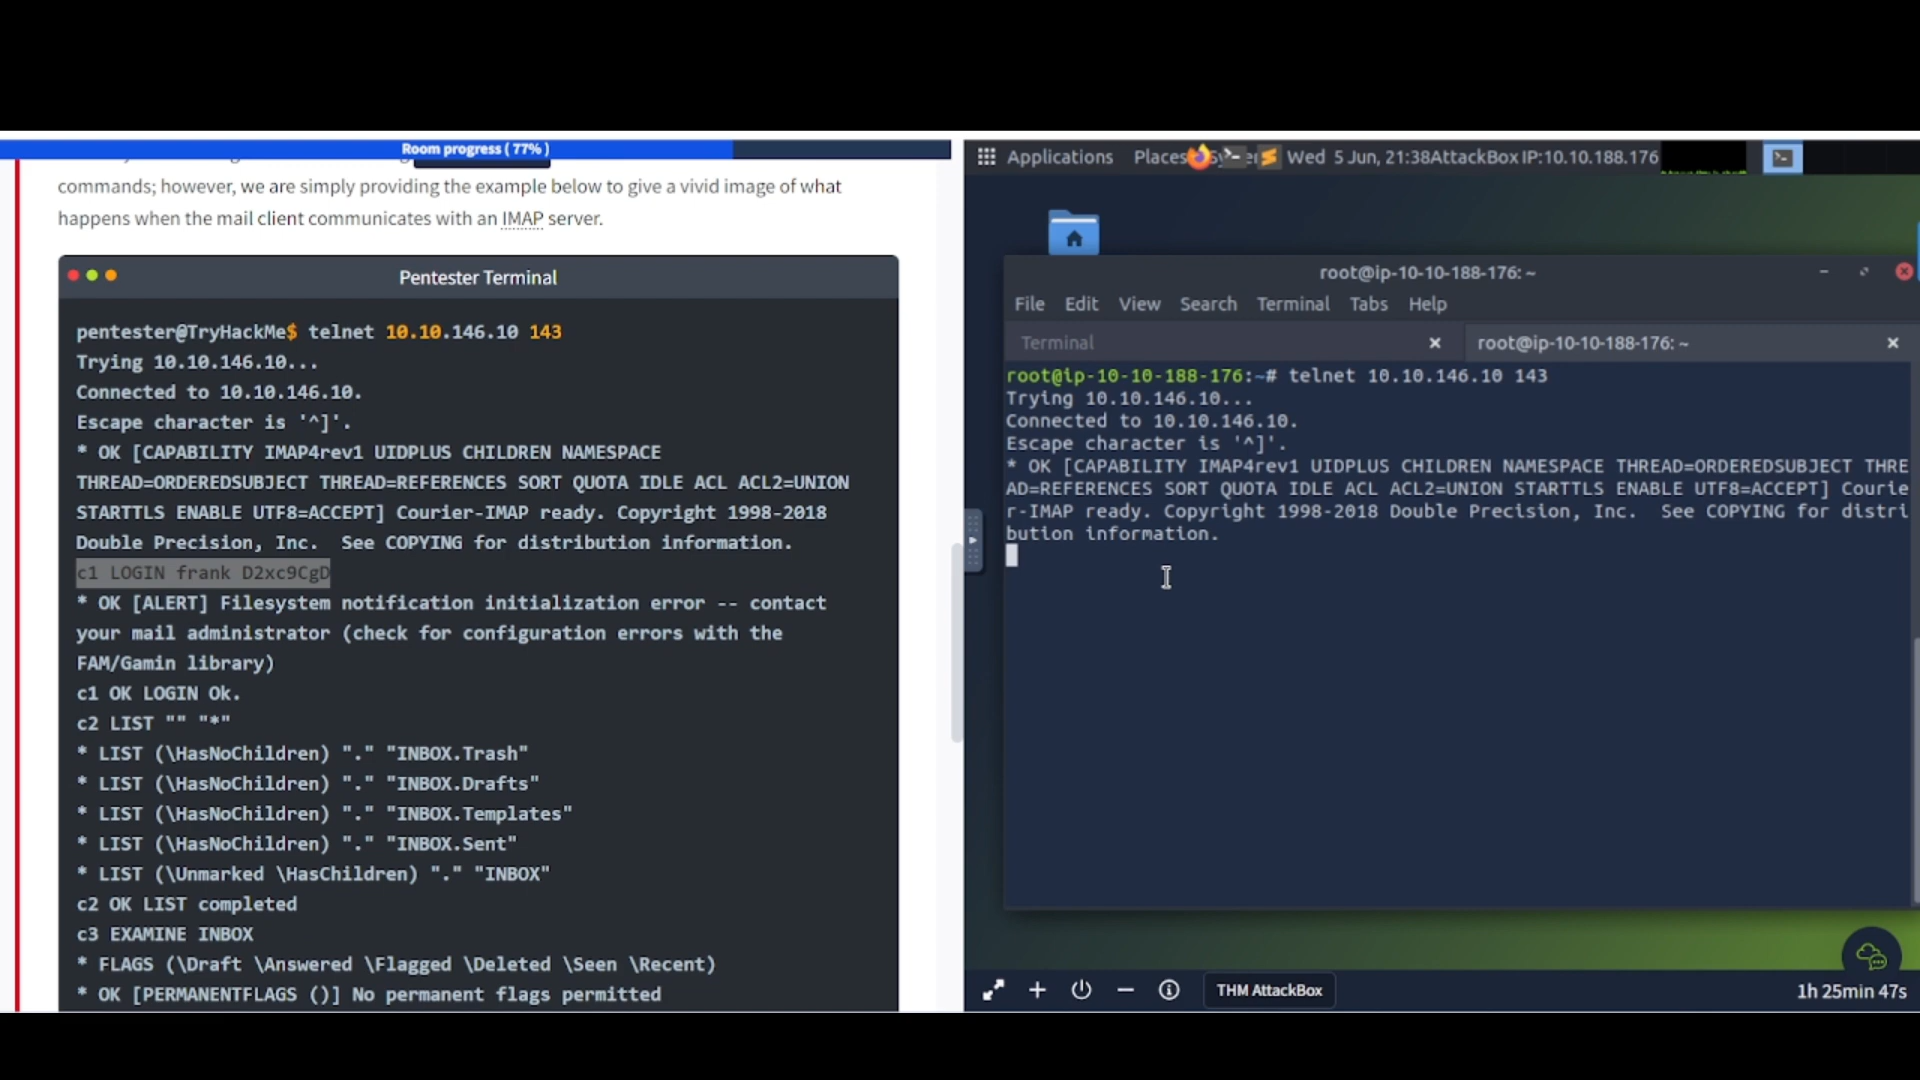 Room progress ( 77% )
commands; however, we are simply providing the example below to give a vivid image of what
happens when the mail client communicates with an IMAP server.
Pentester Terminal
pentester@TryHackMe$ telnet 10.10.146.10 143
Trying 10.10.146.10...
Connected to 10.10.146.10.
Escape character is '^]'.
* OK [CAPABILITY IMAP4rev1 UIDPLUS CHILDREN NAMESPACE
THREAD=ORDEREDSUBJECT THREAD=REFERENCES SORT QUOTA IDLE ACL ACL2=UNION
STARTTLS ENABLE UTF8=ACCEPT] Courier-IMAP ready. Copyright 1998-2018
Double Precision, Inc.  See COPYING for distribution information.
c1 LOGIN frank D2xc9CgD
* OK [ALERT] Filesystem notification initialization error -- contact
your mail administrator (check for configuration errors with the
FAM/Gamin library)
c1 OK LOGIN Ok.
c2 LIST "" "*"
* LIST (\HasNoChildren) "." "INBOX.Trash"
* LIST (\HasNoChildren) "." "INBOX.Drafts"
* LIST (\HasNoChildren) "." "INBOX.Templates"
* LIST (\HasNoChildren) "." "INBOX.Sent"
* LIST (\Unmarked \HasChildren) "." "INBOX"
c2 OK LIST completed
c3 EXAMINE INBOX
* FLAGS (\Draft \Answered \Flagged \Deleted \Seen \Recent)
* OK [PERMANENTFLAGS ()] No permanent flags permitted
Applications Places Wed 5 Jun, 21:38 AttackBox IP:10.10.188.176
root@ip-10-10-188-176: ~
File Edit View Search Terminal Tabs Help
Terminal
root@ip-10-10-188-176: ~
root@ip-10-10-188-176:~# telnet 10.10.146.10 143
Trying 10.10.146.10...
Connected to 10.10.146.10.
Escape character is '^]'.
* OK [CAPABILITY IMAP4rev1 UIDPLUS CHILDREN NAMESPACE THREAD=ORDEREDSUBJECT THRE
AD=REFERENCES SORT QUOTA IDLE ACL ACL2=UNION STARTTLS ENABLE UTF8=ACCEPT] Courie
r-IMAP ready. Copyright 1998-2018 Double Precision, Inc.  See COPYING for distri
bution information.
THM AttackBox
1h 25min 47s